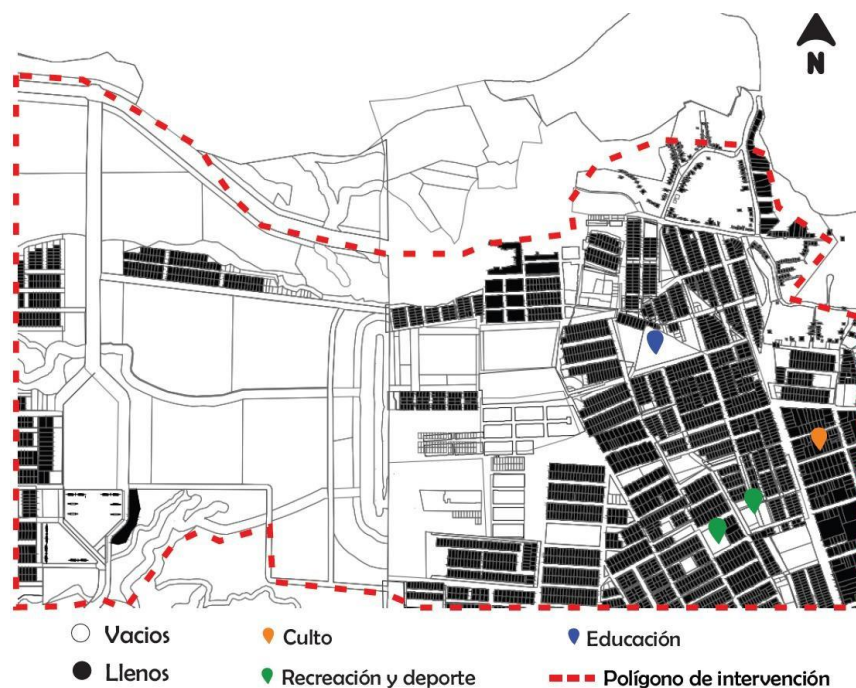 N
Vacios
Culto
Educación
Llenos
Recreación y deporte
Polígono de intervención